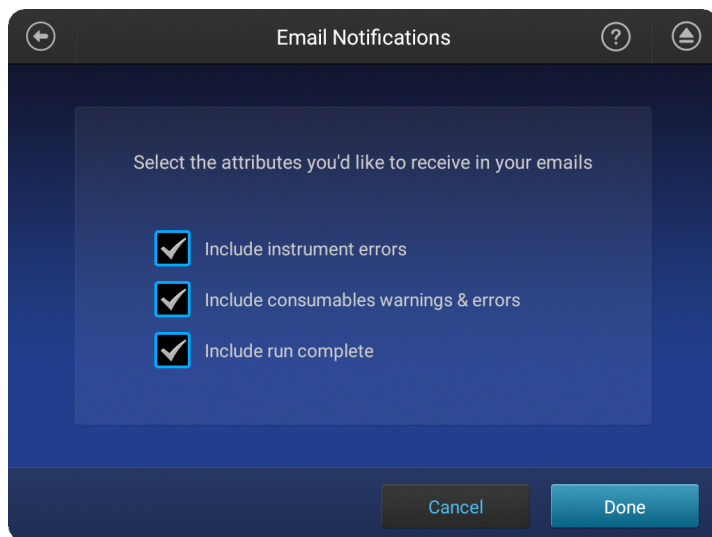 Email Notifications
?
Select the attributes you'd like to receive in your emails
Include instrument errors
Include consumables warnings & errors
Include run complete
Cancel
Done